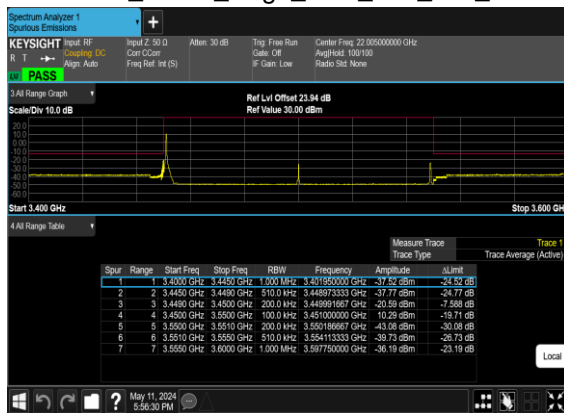 Spectrum Analyzer 1
Spurious Emissions
+
KEYSIGHT Input: RF Input Z: 50 Ω Atten: 30 dB Trig: Free Run Center Freq: 22.005000000 GHz
R T Coupling: DC Corr CCorr Gate: Off Avg|Hold: 100/100
Align: Auto Freq Ref: Int (S) IF Gain: Low Radio Std: None
PASS
3 All Range Graph
Ref Lvl Offset 23.94 dB
Scale/Div 10.0 dB Ref Value 30.00 dBm
20.0
10.0
0.00
-10.0
-20.0
-30.0
-40.0
-50.0
-60.0
Start 3.400 GHz Stop 3.600 GHz
4 All Range Table
Measure Trace Trace 1
Trace Type Trace Average (Active)
Spur Range Start Freq Stop Freq RBW Frequency Amplitude ΔLimit
1 1 3.4000 GHz 3.4450 GHz 1.000 MHz 3.401950000 GHz -37.52 dBm -24.52 dB
2 2 3.4450 GHz 3.4490 GHz 510.0 kHz 3.448973333 GHz -37.77 dBm -24.77 dB
3 3 3.4490 GHz 3.4500 GHz 200.0 kHz 3.449991667 GHz -20.59 dBm -7.588 dB
4 4 3.4500 GHz 3.5500 GHz 100.0 kHz 3.451000000 GHz 10.29 dBm -19.71 dB
5 5 3.5500 GHz 3.5510 GHz 200.0 kHz 3.550186667 GHz -43.08 dBm -30.08 dB
6 6 3.5510 GHz 3.5550 GHz 510.0 kHz 3.554113333 GHz -39.73 dBm -26.73 dB
7 7 3.5550 GHz 3.6000 GHz 1.000 MHz 3.597750000 GHz -36.19 dBm -23.19 dB
Local
? May 11, 2024
5:56:30 PM